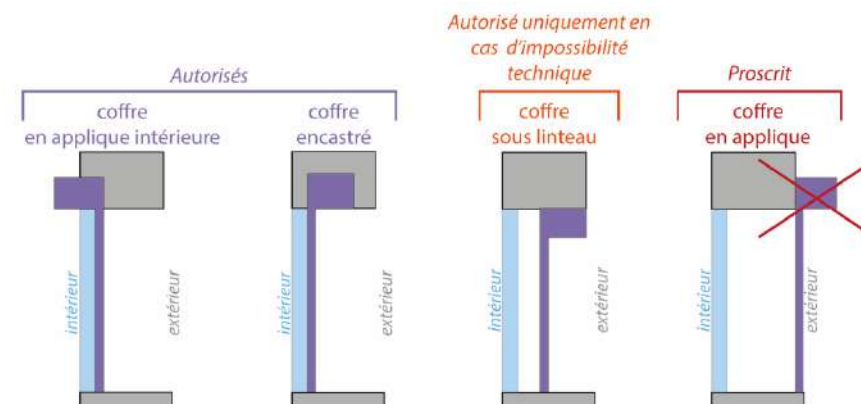 Autorisé uniquement en
cas d'impossibilité
technique
Autorisés
Proscrit
coffre
en applique intérieure
coffre
encastré
coffre
sous linteau
coffre
en applique
intérieur
extérieur
intérieur
extérieur
intérieur
extérieur
intérieur
extérieur